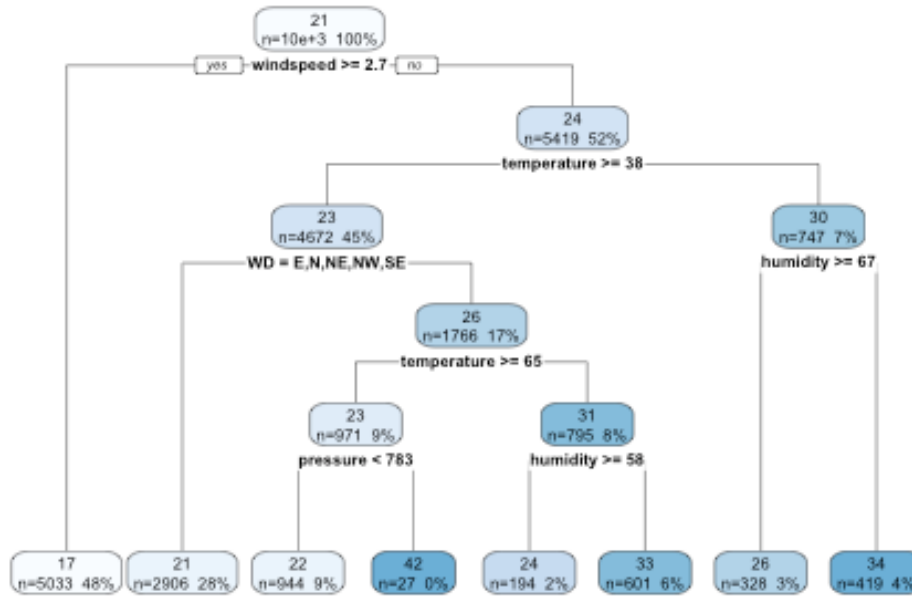 21
n=10e+3 100%
yes windspeed >= 2.7 no
24
n=5419 52%
temperature >= 38
23
n=4672 45%
30
n=747 7%
WD = E,N,NE,NW,SE
humidity >= 67
26
n=1766 17%
temperature >= 65
23
n=971 9%
31
n=795 8%
pressure < 783
humidity >= 58
17
n=5033 48%
21
n=2906 28%
22
n=944 9%
42
n=27 0%
24
n=194 2%
33
n=601 6%
26
n=328 3%
34
n=419 4%